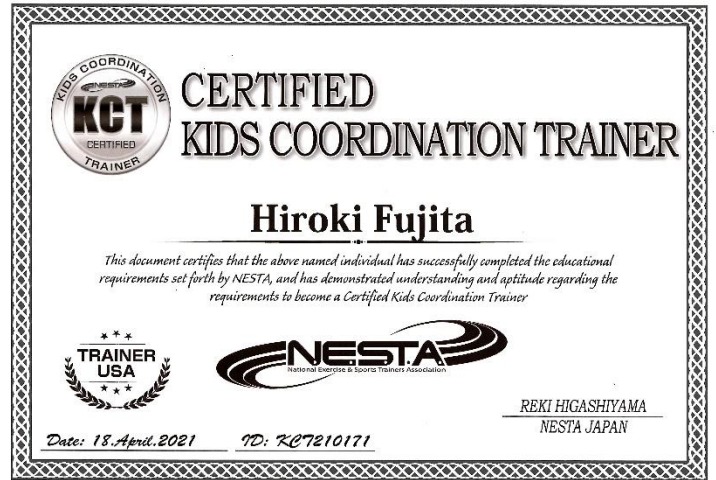 KIDS COORDINATION
NESTA
KCT
CERTIFIED
TRAINER
CERTIFIED
KIDS COORDINATION TRAINER
Hiroki Fujita
This document certifies that the above named individual has successfully completed the educational
requirements set forth by NESTA, and has demonstrated understanding and aptitude regarding the
requirements to become a Certified Kids Coordination Trainer
TRAINER
USA
NESTA
National Exercise & Sports Trainers Association
REKI HIGASHIYAMA
NESTA JAPAN
Date: 18.April.2021
ID: KCT210171